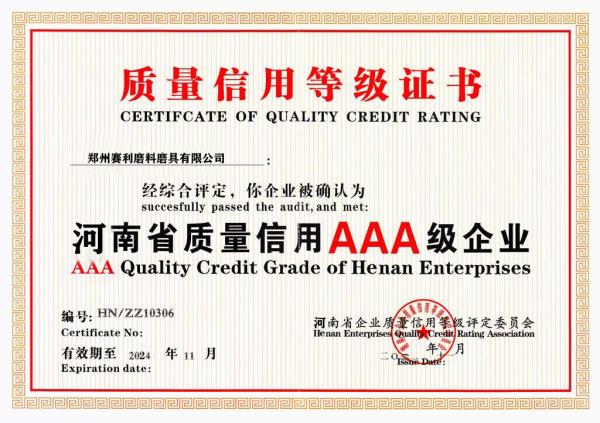 质量信用等级证书
CERTIFCATE OF QUALITY CREDIT RATING
郑州赛利磨料磨具有限公司:
经综合评定,你企业被确认为
succesfully passed the audit,and met:
河南省质量信用AAA级企业
AAA Quality Credit Grade of Henan Enterprises
编号:HN/ZZ10306
Certificate No:
河南省企业质量信用等级评定委员会
Henan Enterprises Quality Credit Rating Association
有效期至 2024 年 11 月
Expiration date:
年 月
Issue Date: